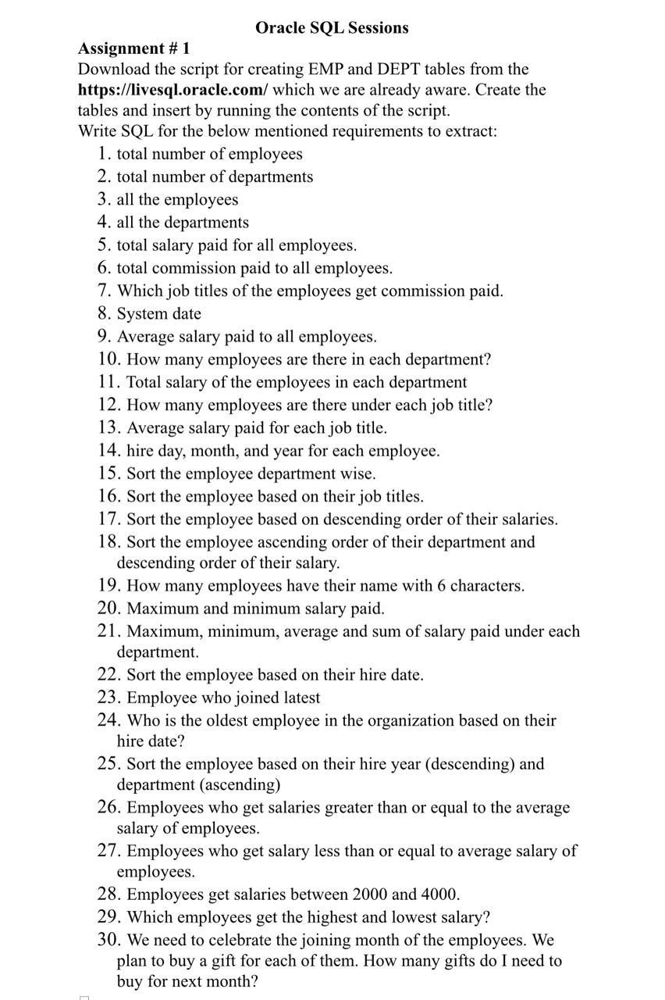 Oracle SQL Sessions
Assignment # 1
Download the script for creating EMP and DEPT tables from the
https://livesql.oracle.com/ which we are already aware. Create the
tables and insert by running the contents of the script.
Write SQL for the below mentioned requirements to extract:
1. total number of employees
2. total number of departments
3. all the employees
4. all the departments
5. total salary paid for all employees.
6. total commission paid to all employees.
7. Which job titles of the employees get commission paid.
8. System date
9. Average salary paid to all employees.
10. How many employees are there in each department?
11. Total salary of the employees in each department
12. How many employees are there under each job title?
13. Average salary paid for each job title.
14. hire day, month, and year for each employee.
15. Sort the employee department wise.
16. Sort the employee based on their job titles.
17. Sort the employee based on descending order of their salaries.
18. Sort the employee ascending order of their department and
descending order of their salary.
19. How many employees have their name with 6 characters.
20. Maximum and minimum salary paid.
21. Maximum, minimum, average and sum of salary paid under each
department.
22. Sort the employee based on their hire date.
23. Employee who joined latest
24. Who is the oldest employee in the organization based on their
hire date?
25. Sort the employee based on their hire year (descending) and
department (ascending)
26. Employees who get salaries greater than or equal to the average
salary of employees.
27. Employees who get salary less than or equal to average salary of
employees.
28. Employees get salaries between 2000 and 4000.
29. Which employees get the highest and lowest salary?
30. We need to celebrate the joining month of the employees. We
plan to buy a gift for each of them. How many gifts do I need to
buy for next month?